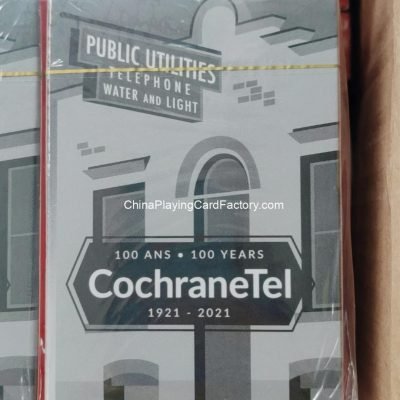 PUBLIC UTILITIES
TELEPHONE
WATER AND LIGHT
ChinaPlayingCardFactory.com
100 ANS • 100 YEARS
CochraneTel
1921 - 2021